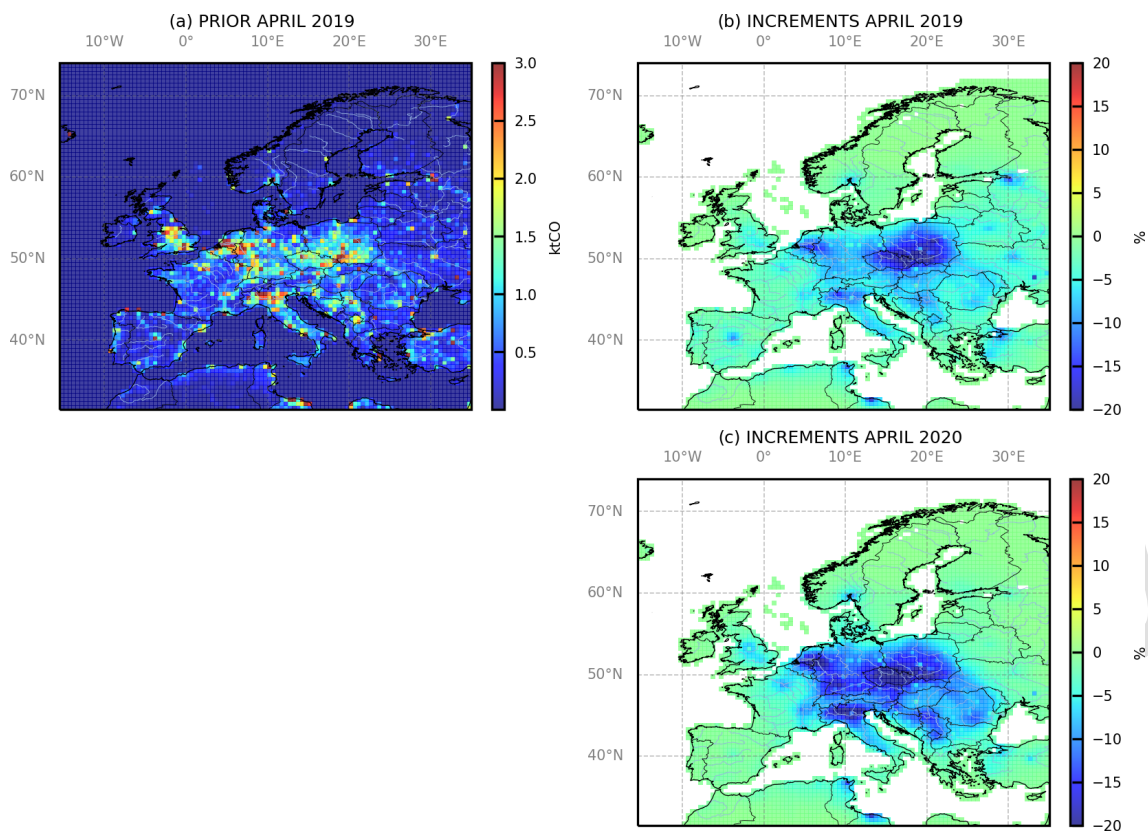 (a) PRIOR APRIL 2019
10°W 0° 10°E 20°E 30°E
70°N
60°N
50°N
40°N
3.0
2.5
2.0
1.5
1.0
0.5
ktCO
(b) INCREMENTS APRIL 2019
10°W 0° 10°E 20°E 30°E
70°N
60°N
50°N
40°N
20
15
10
5
0
−5
−10
−15
−20
%
(c) INCREMENTS APRIL 2020
10°W 0° 10°E 20°E 30°E
70°N
60°N
50°N
40°N
20
15
10
5
0
−5
−10
−15
−20
%